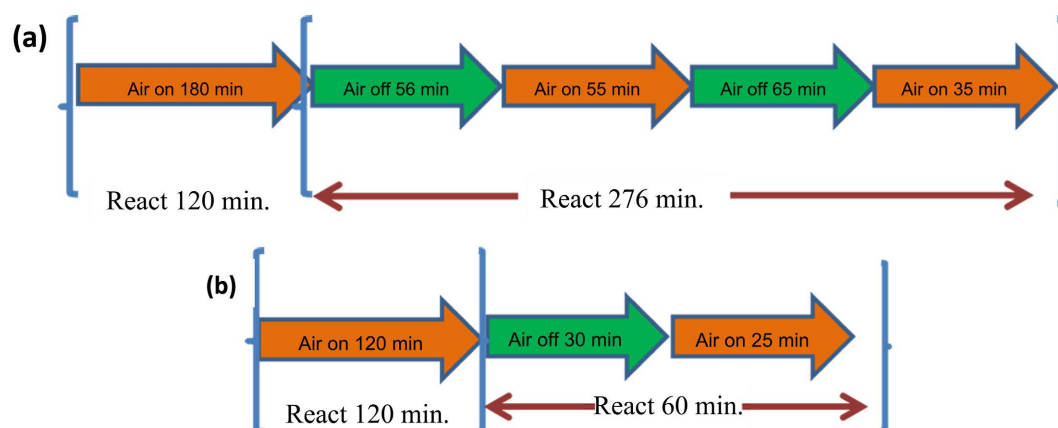 (a)
Air on 180 min
Air off 56 min
Air on 55 min
Air off 65 min
Air on 35 min
React 120 min.
React 276 min.
(b)
Air on 120 min
Air off 30 min
Air on 25 min
React 120 min.
React 60 min.